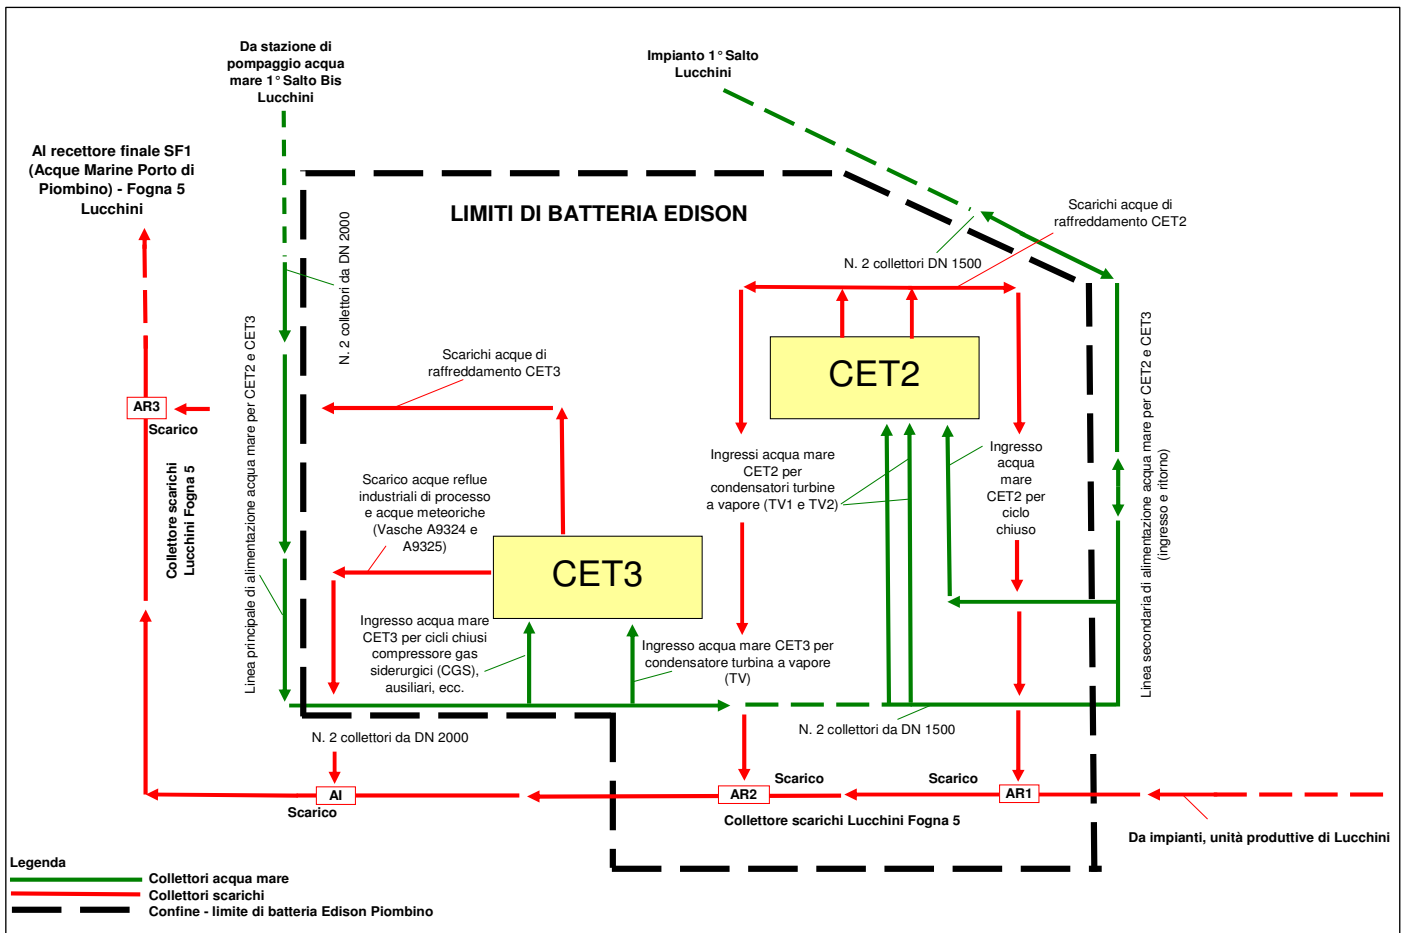 Da stazione di
pompaggio acqua
mare 1° Salto Bis
Lucchini
Impianto 1° Salto
Lucchini
Al recettore finale SF1
(Acque Marine Porto di
Piombino) - Fogna 5
Lucchini
LIMITI DI BATTERIA EDISON
Scarichi acque di
raffreddamento CET2
N. 2 collettori da DN 2000
N. 2 collettori DN 1500
Linea principale di alimentazione acqua mare per CET2 e CET3
Linea secondaria di alimentazione acqua mare per CET2 e CET3
(ingresso e ritorno)
Scarichi acque di
raffreddamento CET3
CET2
AR3
Scarico
Collettore scarichi
Lucchini Fogna 5
Scarico acque reflue
industriali di processo
e acque meteoriche
(Vasche A9324 e
A9325)
Ingressi acqua mare
CET2 per
condensatori turbine
a vapore (TV1 e TV2)
Ingresso
acqua
mare
CET2 per
ciclo
chiuso
CET3
Ingresso acqua mare
CET3 per cicli chiusi
compressore gas
siderurgici (CGS),
ausiliari, ecc.
Ingresso acqua mare CET3 per
condensatore turbina a vapore
(TV)
N. 2 collettori da DN 2000
N. 2 collettori da DN 1500
AI
Scarico
AR2
Scarico
Scarico
AR1
Collettore scarichi Lucchini Fogna 5
Da impianti, unità produttive di Lucchini
Legenda
Collettori acqua mare
Collettori scarichi
Confine - limite di batteria Edison Piombino